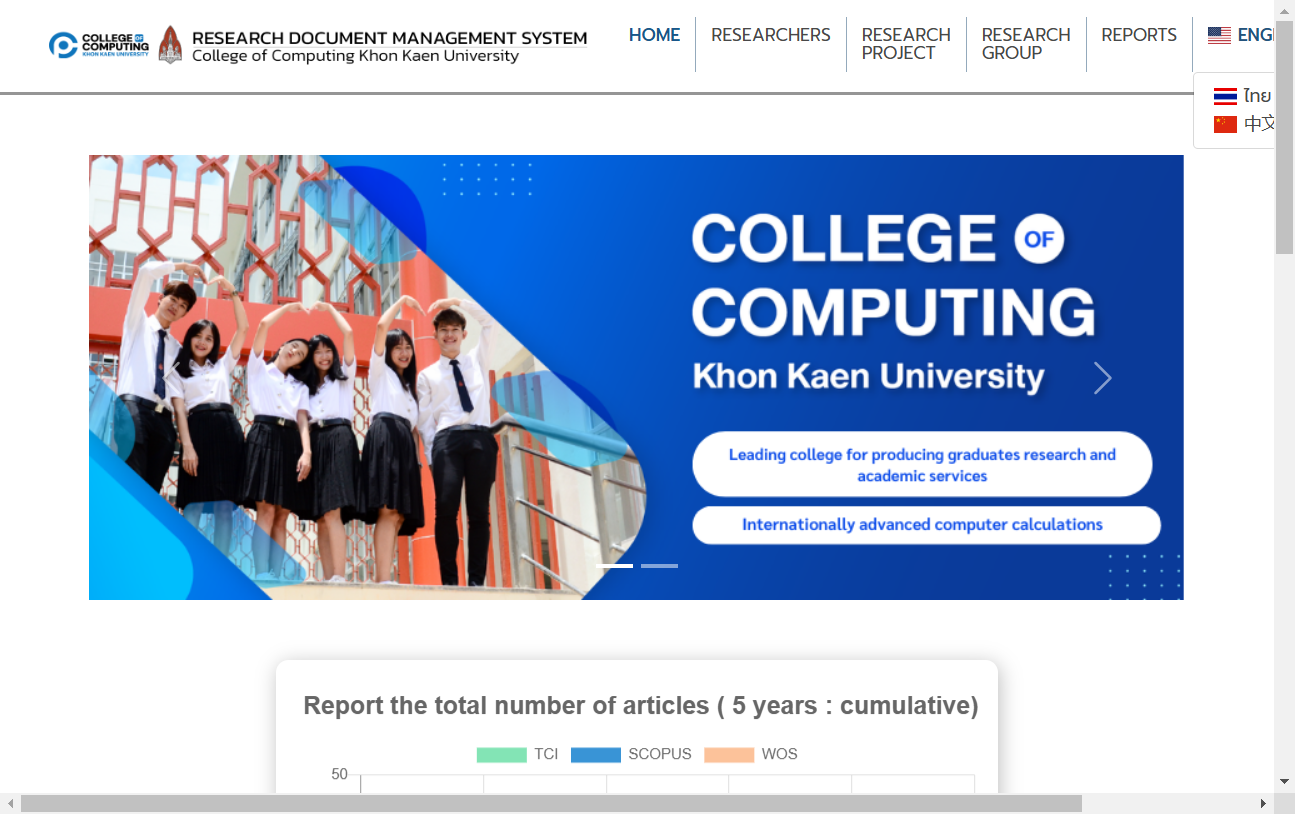 COLLEGE OF
COMPUTING
KHON KAEN UNIVERSITY
RESEARCH DOCUMENT MANAGEMENT SYSTEM
College of Computing Khon Kaen University
HOME
RESEARCHERS
RESEARCH
PROJECT
RESEARCH
GROUP
REPORTS
ENG
ไทย
中文
COLLEGE OF
COMPUTING
Khon Kaen University
Leading college for producing graduates research and
academic services
Internationally advanced computer calculations
Report the total number of articles ( 5 years : cumulative)
TCI
SCOPUS
WOS
50